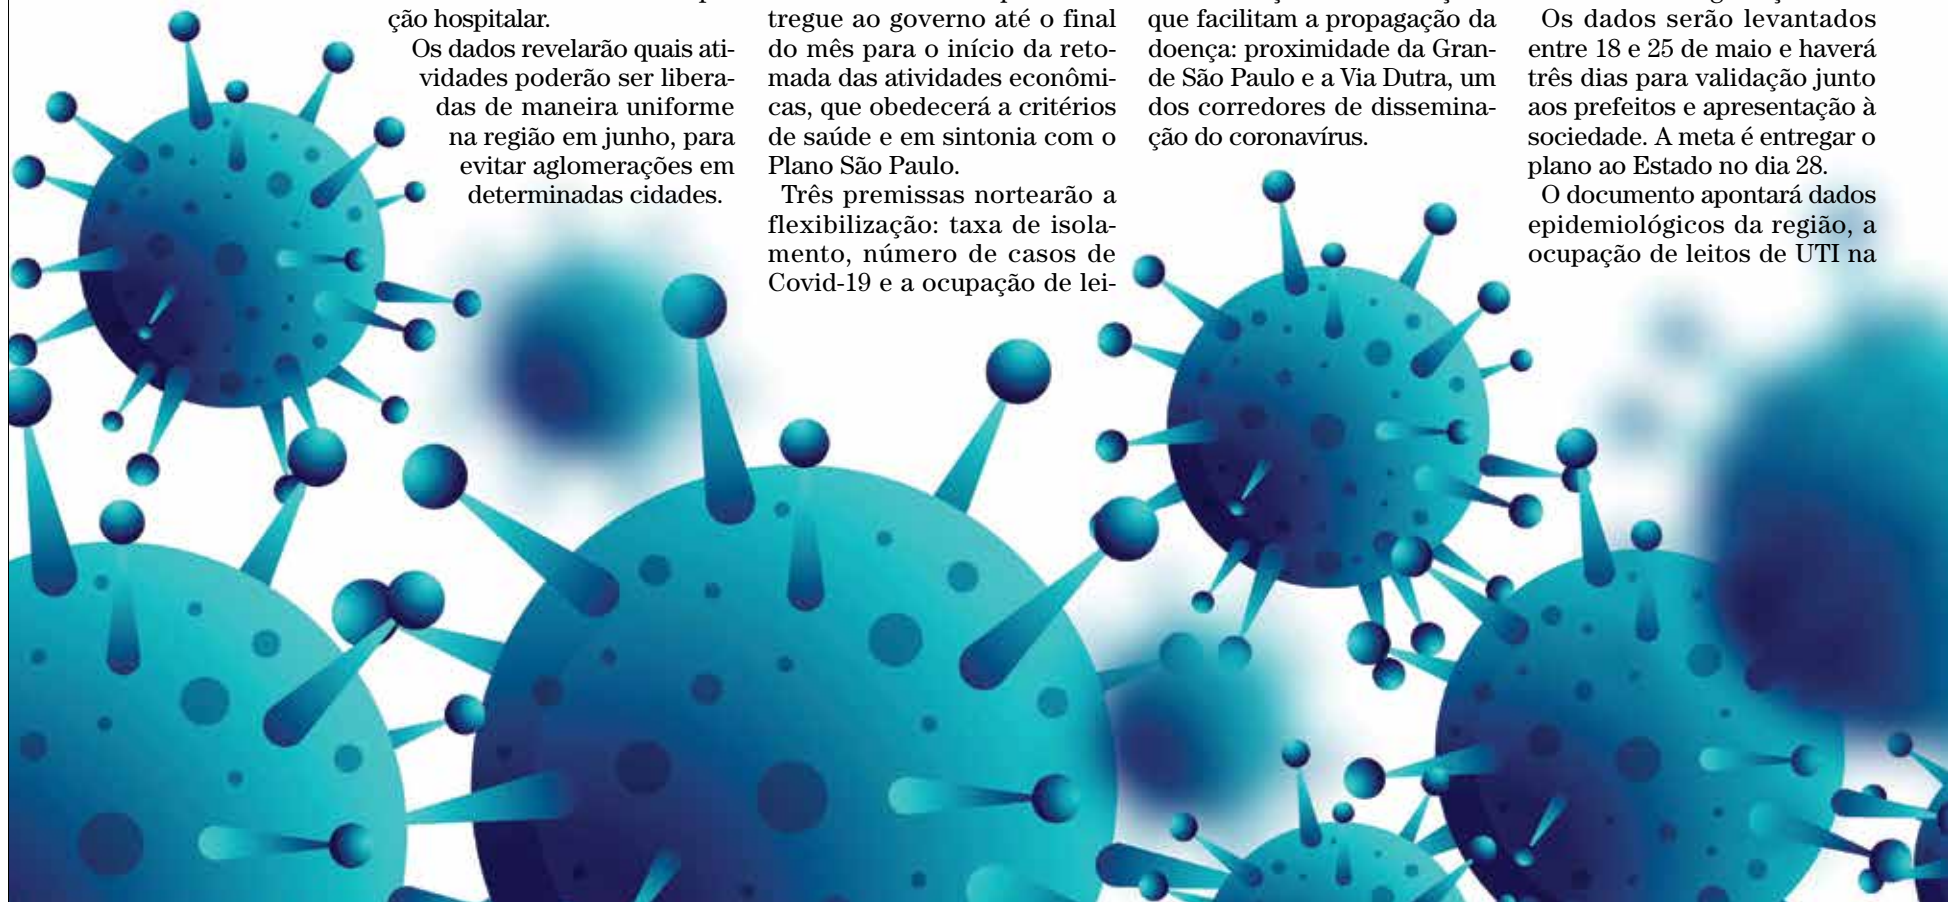 ção hospitalar.
Os dados revelarão quais ati-
vidades poderão ser libera-
das de maneira uniforme
na região em junho, para
evitar aglomerações em
determinadas cidades.
tregue ao governo até o final
do mês para o início da reto-
mada das atividades econômi-
cas, que obedecerá a critérios
de saúde e em sintonia com o
Plano São Paulo.
Três premissas nortearão a
flexibilização: taxa de isola-
mento, número de casos de
Covid-19 e a ocupação de lei-
que facilitam a propagação da
doença: proximidade da Gran-
de São Paulo e a Via Dutra, um
dos corredores de dissemina-
ção do coronavírus.
Os dados serão levantados
entre 18 e 25 de maio e haverá
três dias para validação junto
aos prefeitos e apresentação à
sociedade. A meta é entregar o
plano ao Estado no dia 28.
O documento apontará dados
epidemiológicos da região, a
ocupação de leitos de UTI na